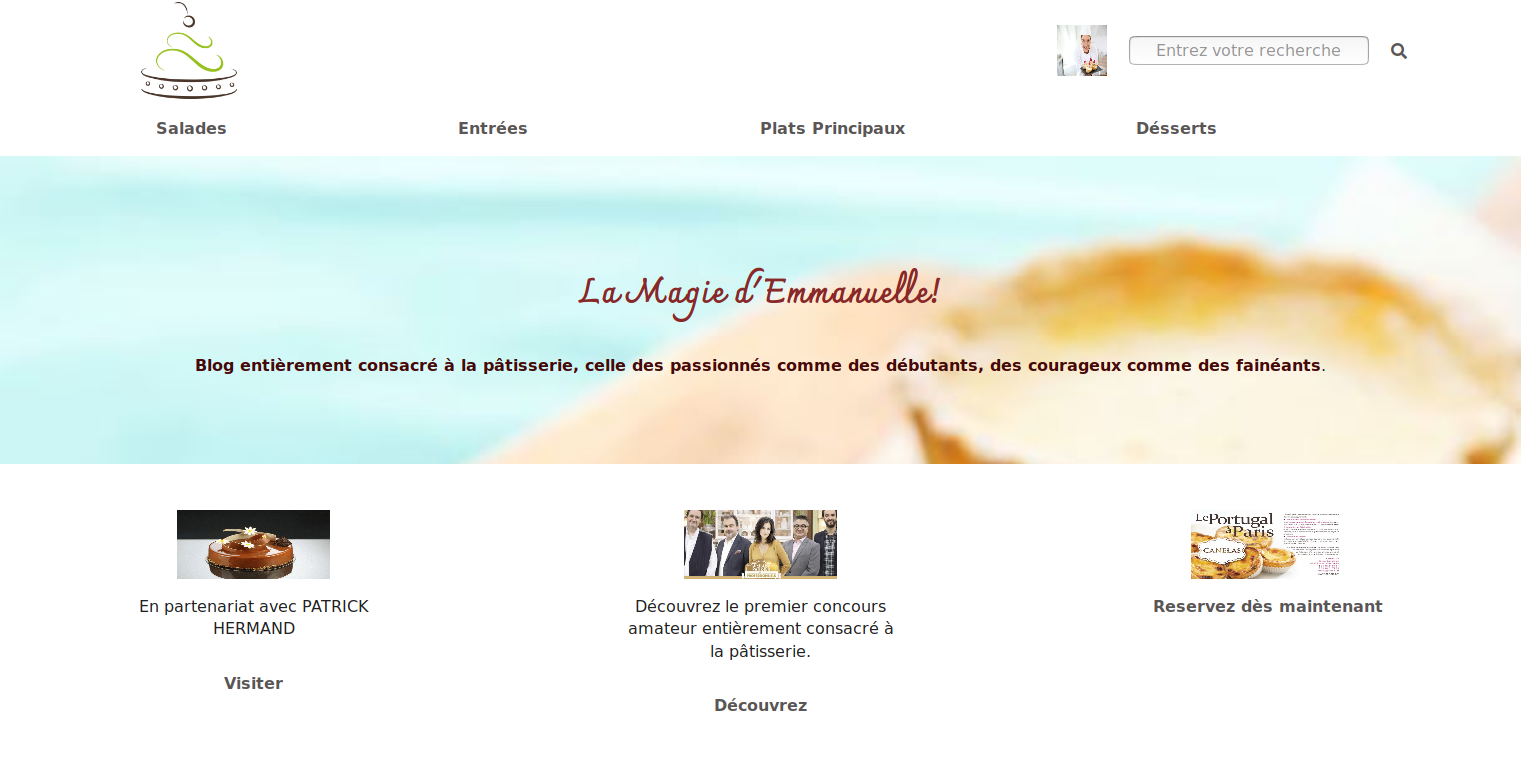 Entrez votre recherche
Salades Entrées Plats Principaux Désserts
La Magie d'Emmanuelle!
Blog entièrement consacré à la pâtisserie, celle des passionnés comme des débutants, des courageux comme des fainéants.
Le Portugal
à Paris
CANELAS
En partenariat avec PATRICK
HERMAND
Visiter
Découvrez le premier concours
amateur entièrement consacré à
la pâtisserie.
Découvrez
Reservez dès maintenant